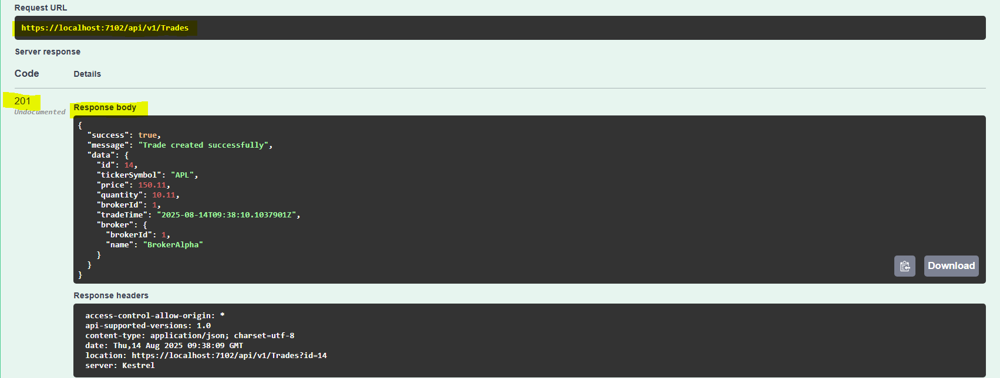 Request URL
https://localhost:7102/api/v1/Trades
Server response
Code Details
201
Undocumented
Response body
{
  "success": true,
  "message": "Trade created successfully",
  "data": {
    "id": 14,
    "tickerSymbol": "APL",
    "price": 150.11,
    "quantity": 10.11,
    "brokerId": 1,
    "tradeTime": "2025-08-14T09:38:10.1037901Z",
    "broker": {
      "brokerId": 1,
      "name": "BrokerAlpha"
    }
  }
}
Download
Response headers
access-control-allow-origin: *
api-supported-versions: 1.0
content-type: application/json; charset=utf-8
date: Thu,14 Aug 2025 09:38:09 GMT
location: https://localhost:7102/api/v1/Trades?id=14
server: Kestrel